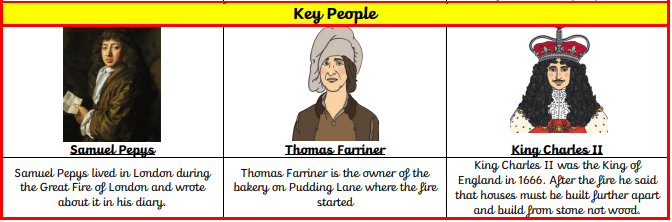 Key People
Samuel Pepys
Thomas Farriner
King Charles II
Samuel Pepys lived in London during
the Great Fire of London and wrote
about it in his diary.
Thomas Farriner is the owner of the
bakery on Pudding Lane where the fire
started
King Charles II was the King of
England in 1666. After the fire he said
that houses must be built further apart
and build from stone not wood.